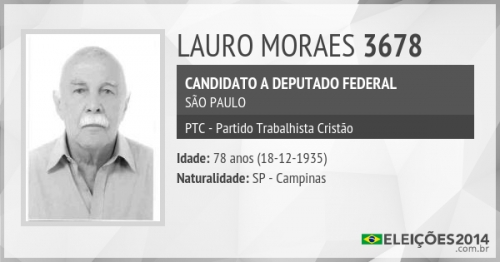 LAURO MORAES 3678
CANDIDATO A DEPUTADO FEDERAL
SÃO PAULO
PTC - Partido Trabalhista Cristão
Idade: 78 anos (18-12-1935)
Naturalidade: SP - Campinas
ELEIÇÕES2014
.com.br